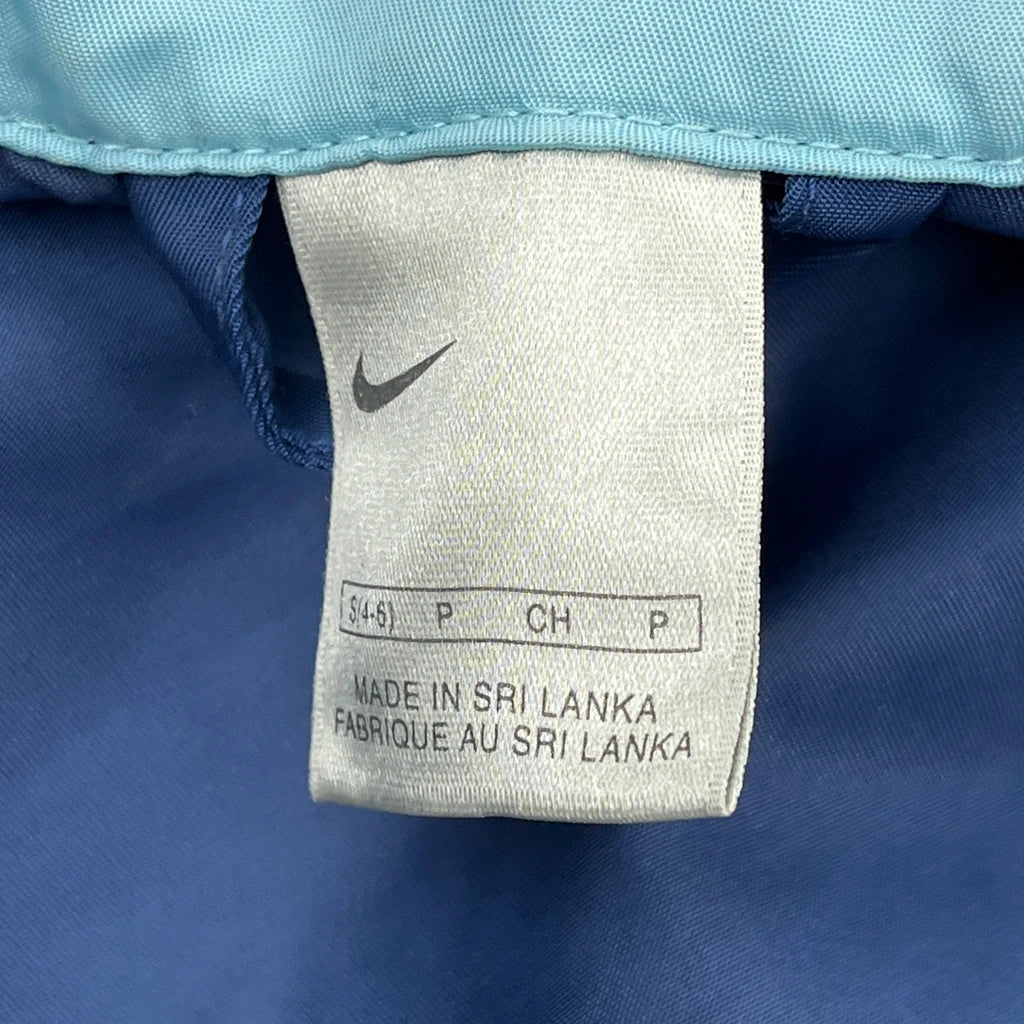 S(4-6) P CH P
MADE IN SRI LANKA
FABRIQUE AU SRI LANKA